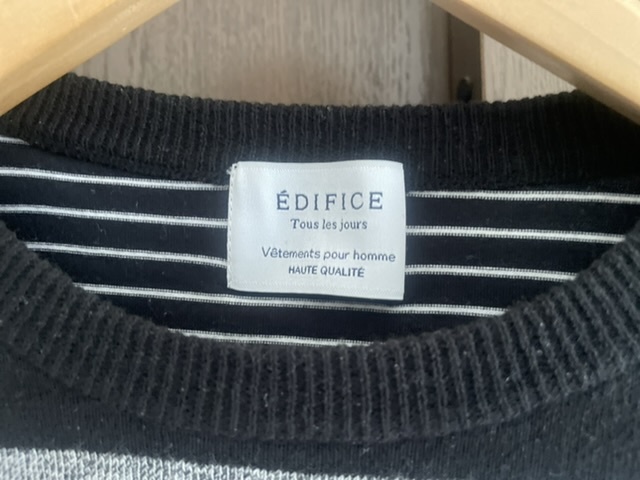 ÉDIFICE
Tous les jours
Vêtements pour homme
HAUTE QUALITÉ